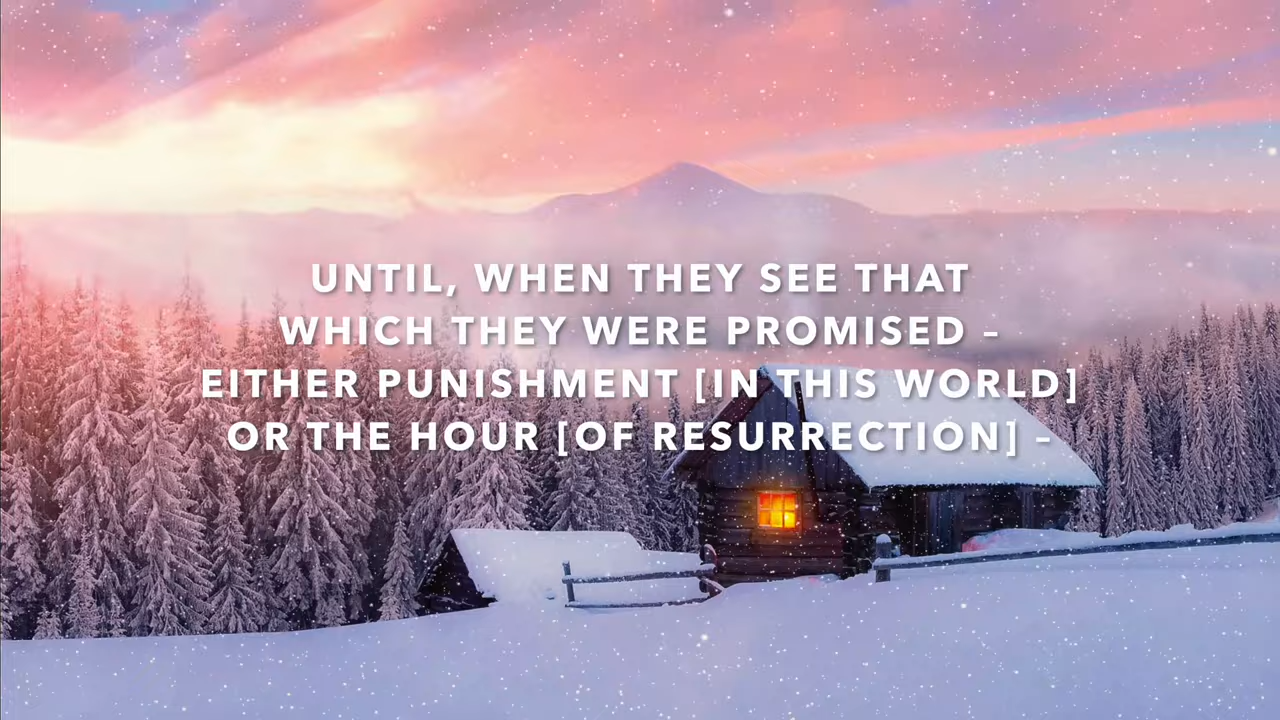 UNTIL, WHEN THEY SEE THAT
WHICH THEY WERE PROMISED –
EITHER PUNISHMENT [IN THIS WORLD]
OR THE HOUR [OF RESURRECTION] –